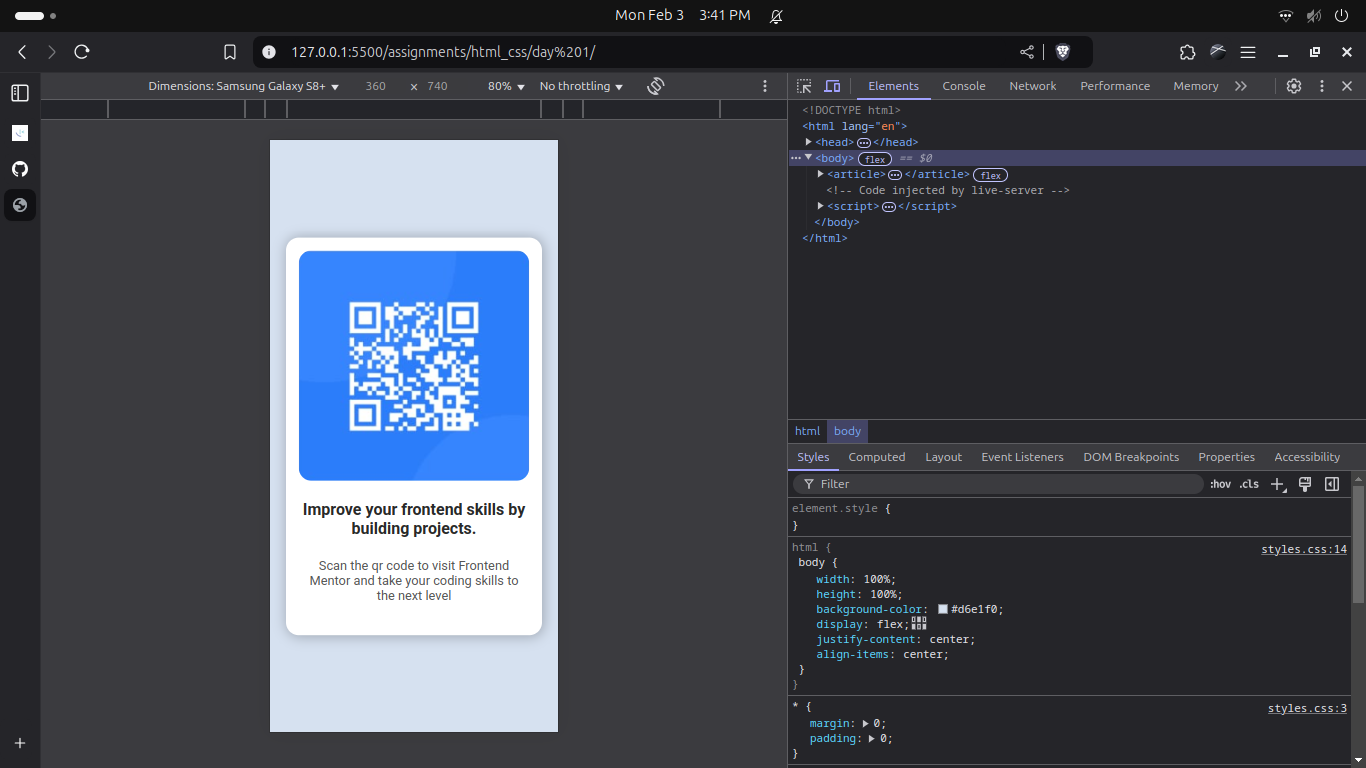 Mon Feb 3 3:41 PM
127.0.0.1:5500/assignments/html_css/day%201/
Dimensions: Samsung Galaxy S8+ 360 × 740 80% No throttling
Elements Console Network Performance Memory
<!DOCTYPE html>
<html lang="en">
<head> </head>
<body> flex == $0
<article> </article> flex
<!-- Code injected by live-server -->
<script> </script>
</body>
</html>
Improve your frontend skills by
building projects.
Scan the qr code to visit Frontend
Mentor and take your coding skills to
the next level
html body
Styles Computed Layout Event Listeners DOM Breakpoints Properties Accessibility
Filter :hov .cls
element.style {
}
html { styles.css:14
body {
width: 100%;
height: 100%;
background-color: #d6e1f0;
display: flex;
justify-content: center;
align-items: center;
}
}
* { styles.css:3
margin: 0;
padding: 0;
}